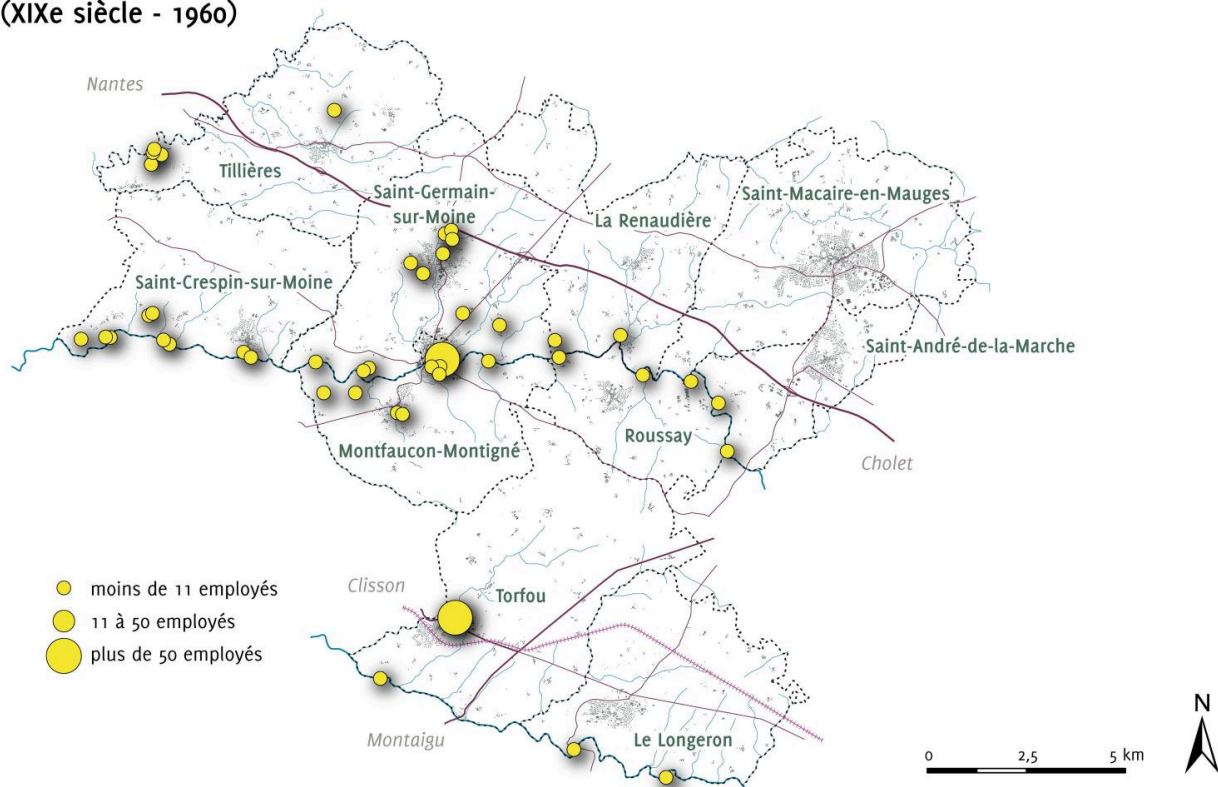 (XIXe siècle - 1960)
Nantes
Tillières
Saint-Germain-
sur-Moine
La Renaudière
Saint-Macaire-en-Mauges
Saint-Crespin-sur-Moine
Saint-André-de-la-Marche
Montfaucon-Montigné
Roussay
Cholet
moins de 11 employés
11 à 50 employés
plus de 50 employés
Clisson
Torfou
Montaigu
Le Longeron
0 2,5 5 km
N